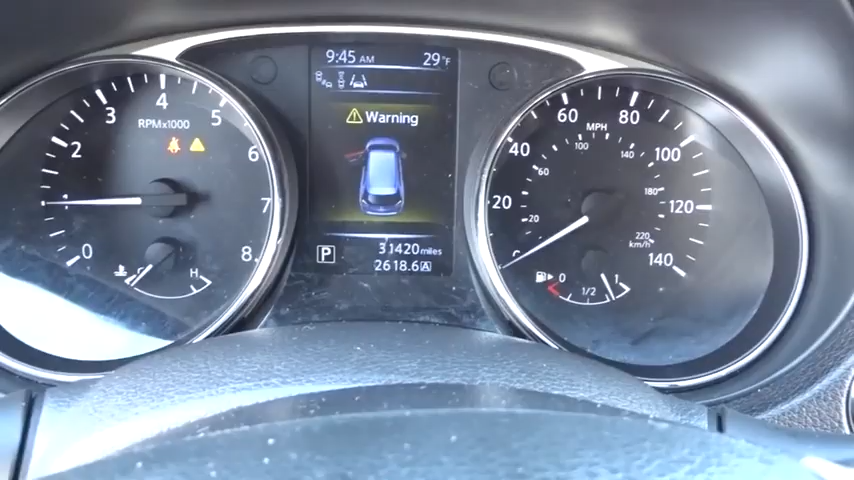 9:45 AM 29°F
Warning
P
31420 miles
2618.6 A
RPMx1000
0 1 2 3 4 5 6 7 8
C H
MPH
0 20 40 60 80 100 120 140
20 60 100 140 180 220
km/h
0 1/2 1